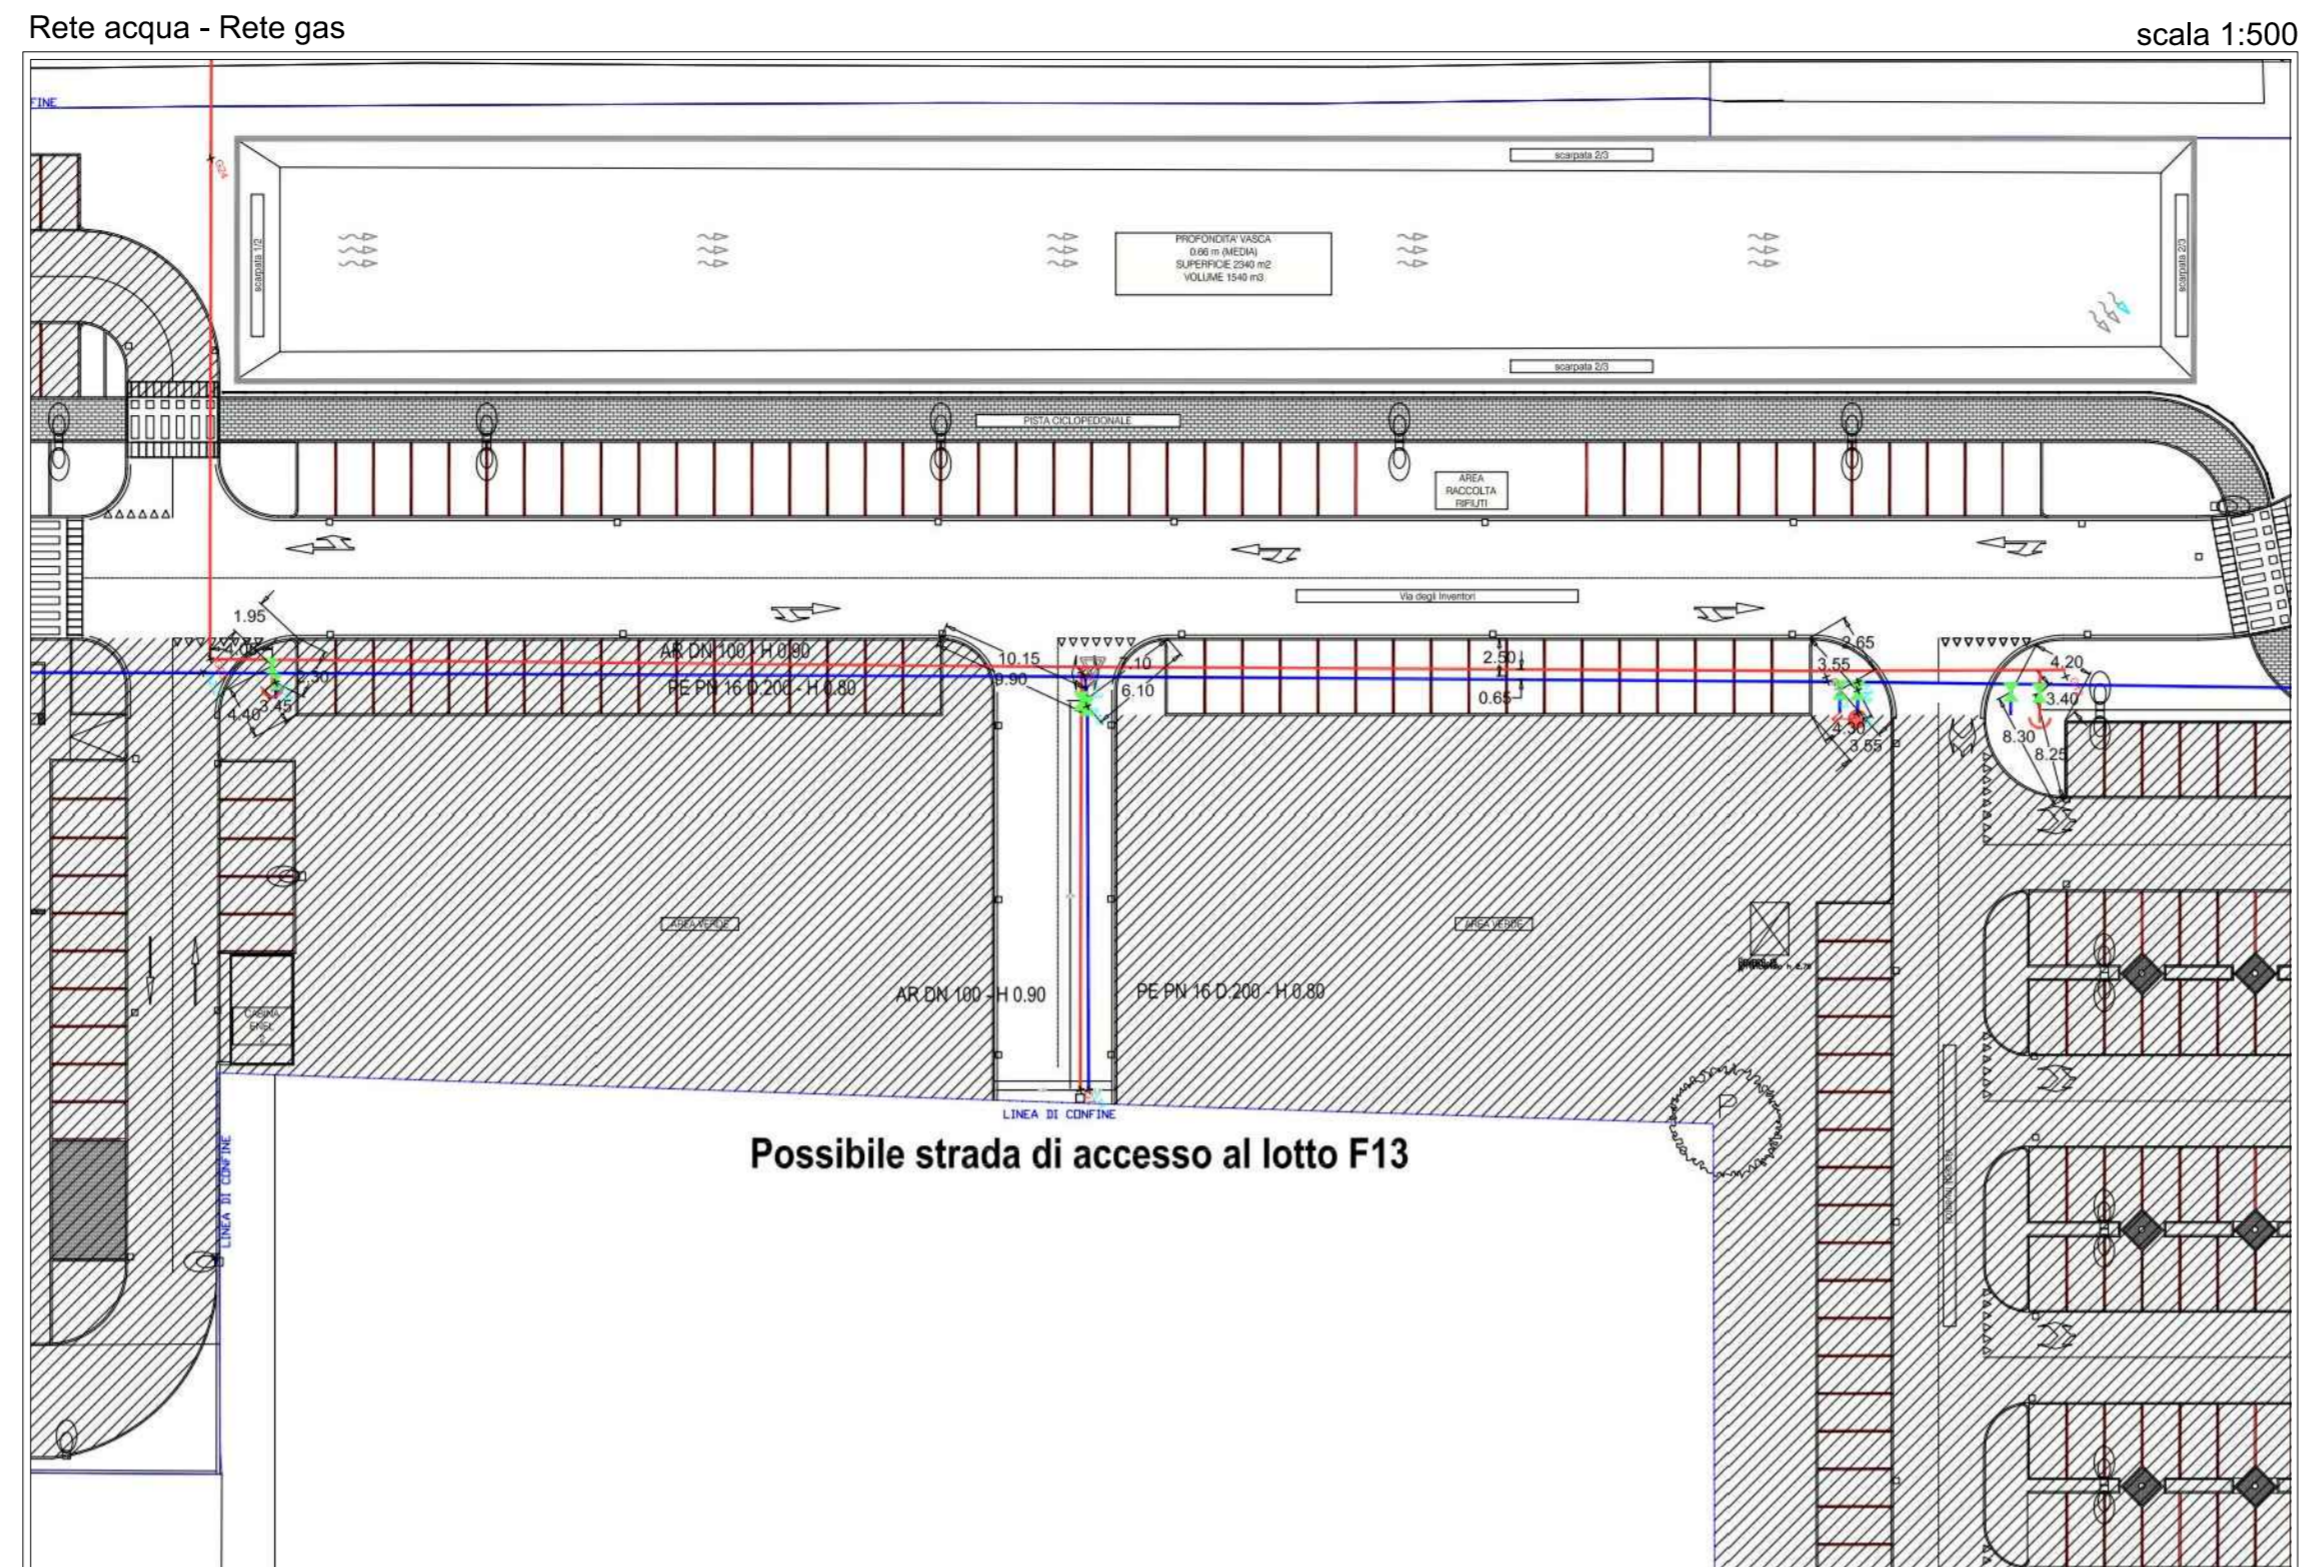 Rete acqua - Rete gas
scala 1:500
FINE
G24
scarpata 2/3
scarpata 1/2
PROFONDITA' VASCA
0.66 m (MEDIA)
SUPERFICIE 2340 m2
VOLUME 1540 m3
scarpata 2/3
scarpata 2/3
PISTA CICLOPEDONALE
AREA
RACCOLTA
RIFIUTI
Via degli Inventori
1.95
2.30
3.45
4.40
AR DN 100 - H 0.90
PE PN 16 D.200 - H 0.80
10.15
9.90
7.10
6.10
2.50
0.65
2.65
3.55
4.30
3.55
4.20
3.40
8.30
8.25
AREA VERDE
AREA VERDE
AR DN 100 - H 0.90
PE PN 16 D.200 - H 0.80
CABINA
ENEL
2
LINEA DI CONFINE
LINEA DI CONFINE
P
Possibile strada di accesso al lotto F13